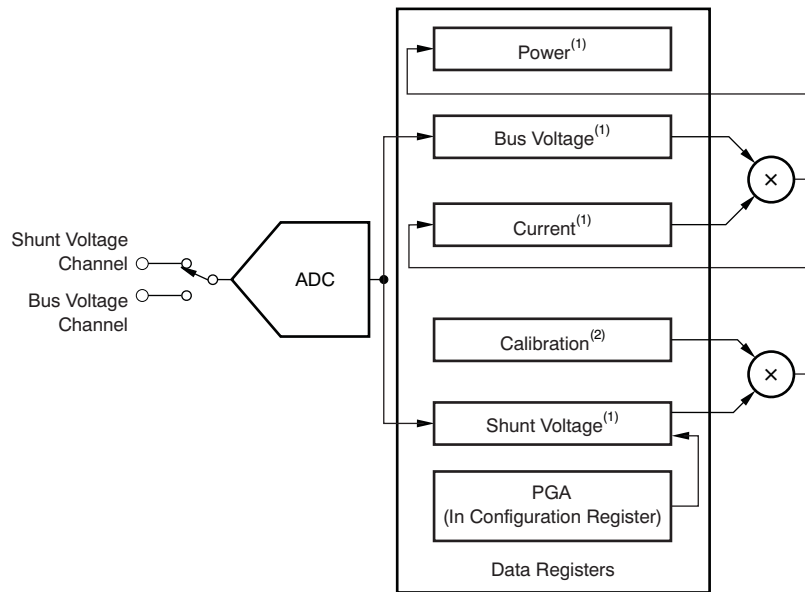 Power(1)
Bus Voltage(1)
×
Current(1)
Shunt Voltage
Channel
ADC
Bus Voltage
Channel
Calibration(2)
×
Shunt Voltage(1)
PGA
(In Configuration Register)
Data Registers